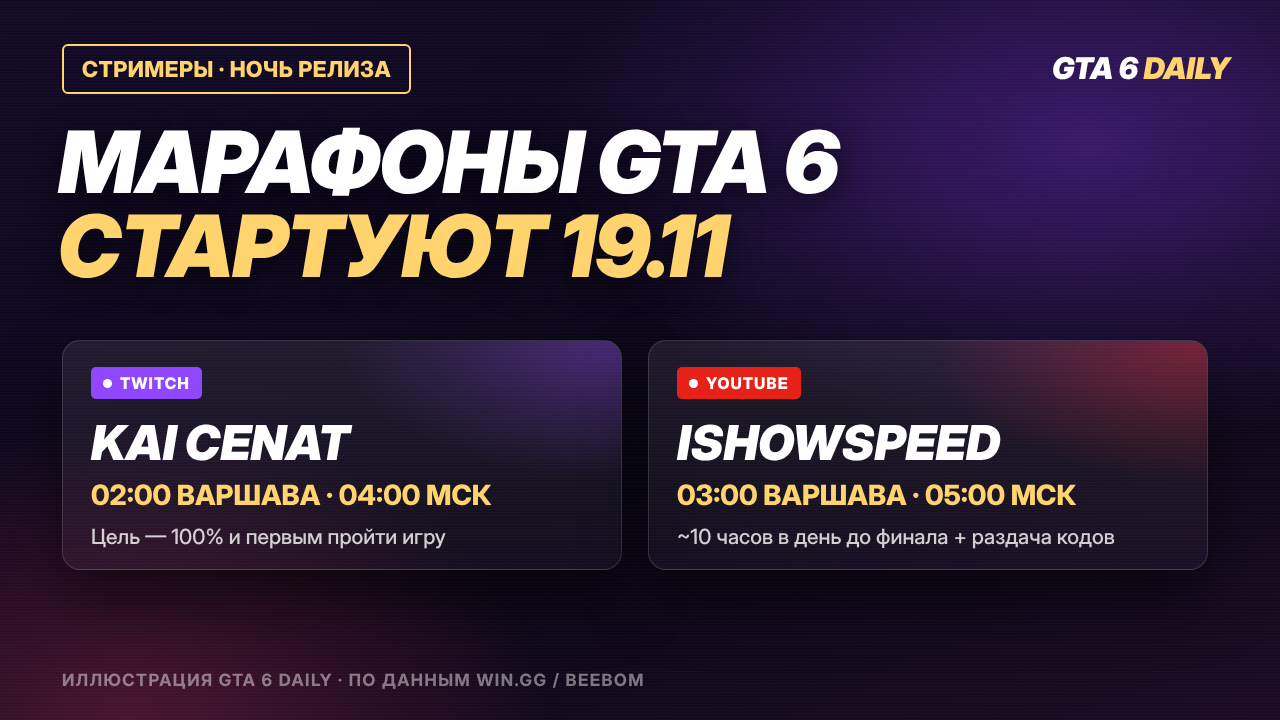 СТРИМЕРЫ · НОЧЬ РЕЛИЗА
GTA 6 DAILY
МАРАФОНЫ GTA 6
СТАРТУЮТ 19.11
TWITCH
KAI CENAT
02:00 ВАРШАВА · 04:00 МСК
Цель — 100% и первым пройти игру
YOUTUBE
ISHOWSPEED
03:00 ВАРШАВА · 05:00 МСК
~10 часов в день до финала + раздача кодов
ИЛЛЮСТРАЦИЯ GTA 6 DAILY · ПО ДАННЫМ WIN.GG / BEEBOM